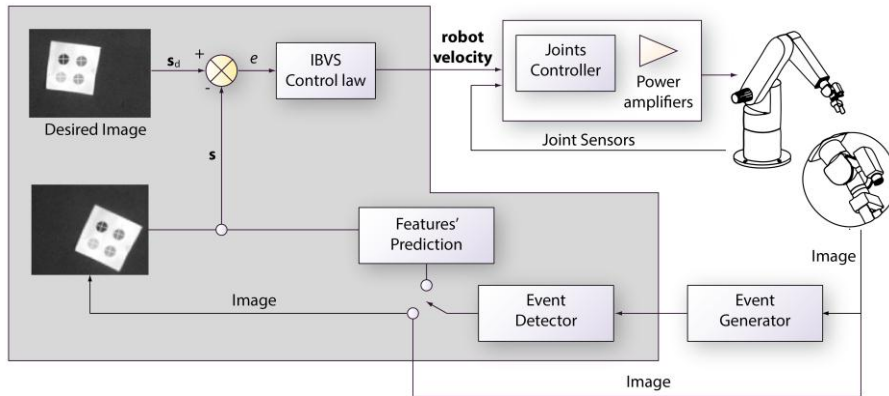 s_d
+
-
e
IBVS
Control law
robot
velocity
Joints
Controller
Power
amplifiers
Desired Image
Joint Sensors
s
Features'
Prediction
Image
Image
Event
Detector
Event
Generator
Image